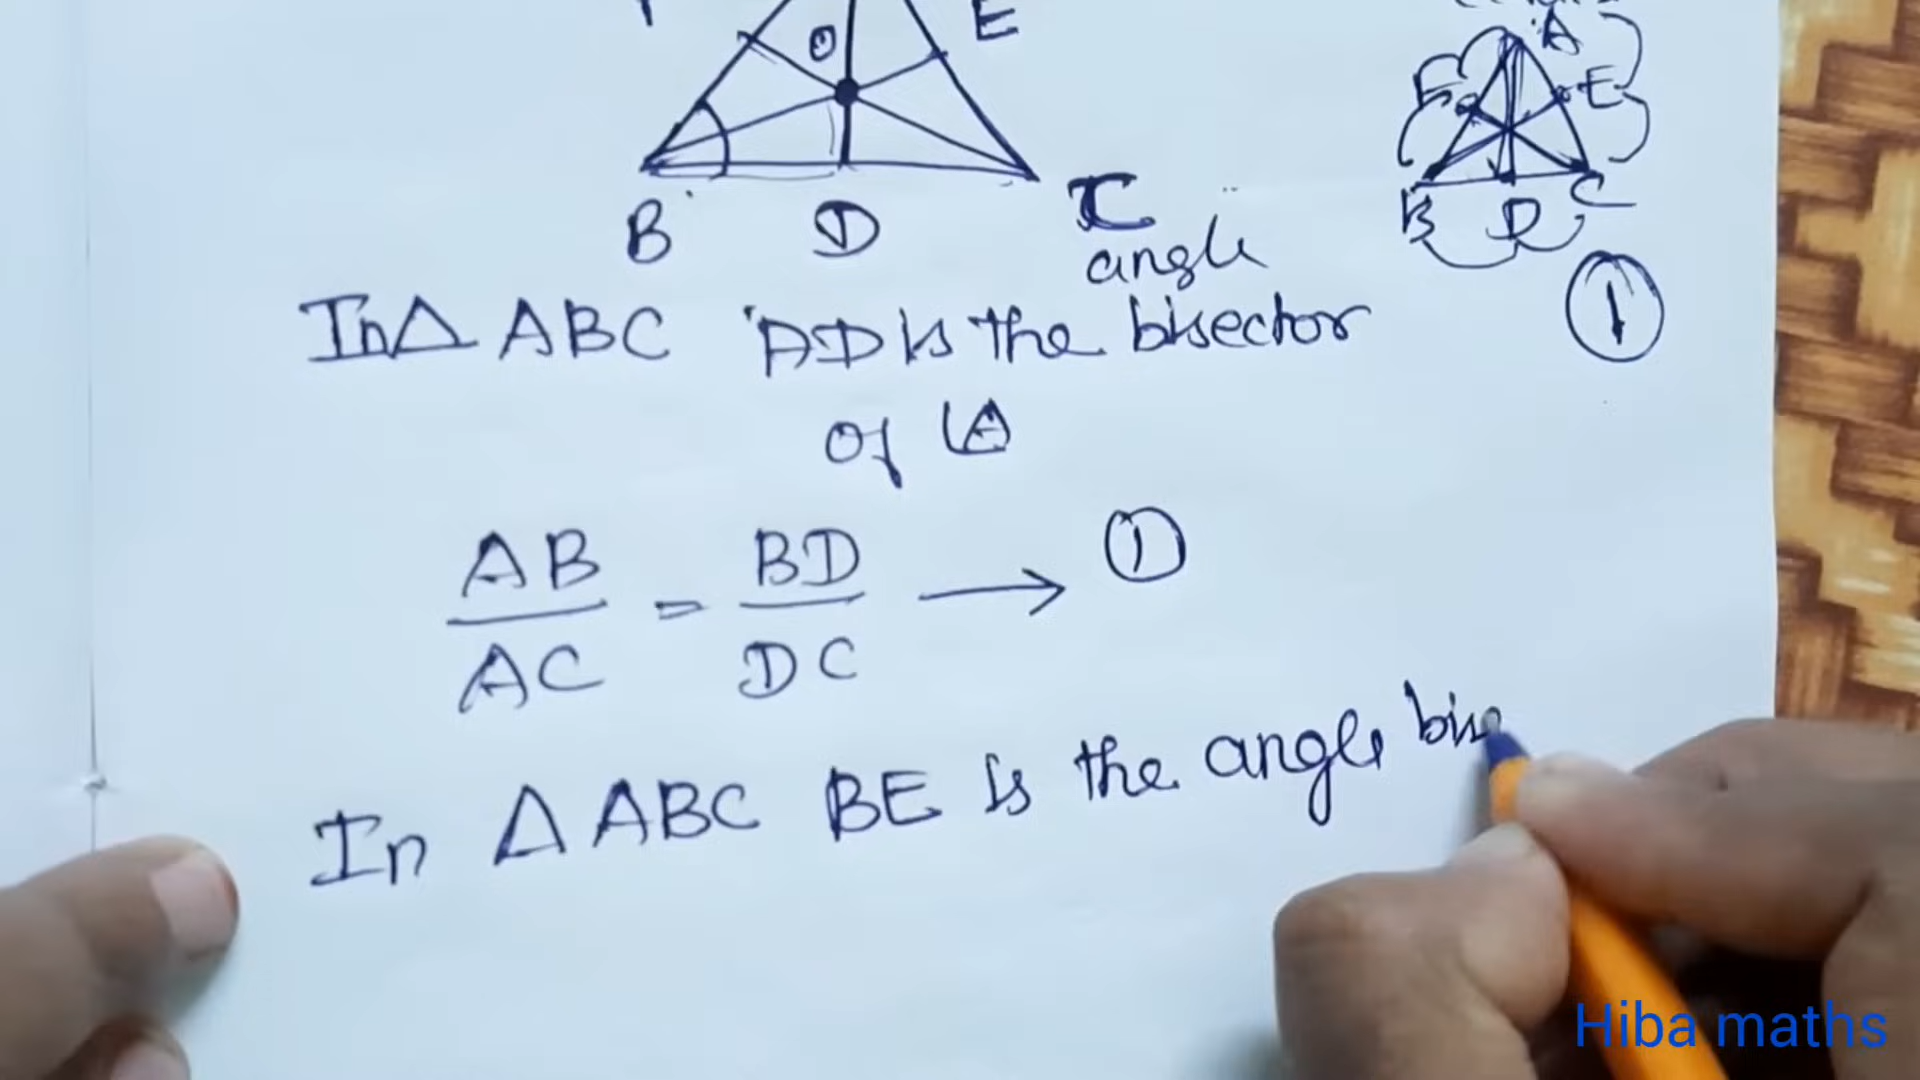 O E
A
F E
B D C
B D C
angle
In△ ABC AD is the bisector
1
of ∠A
AB/AC = BD/DC → 1
In △ ABC BE is the angle bis
Hiba maths